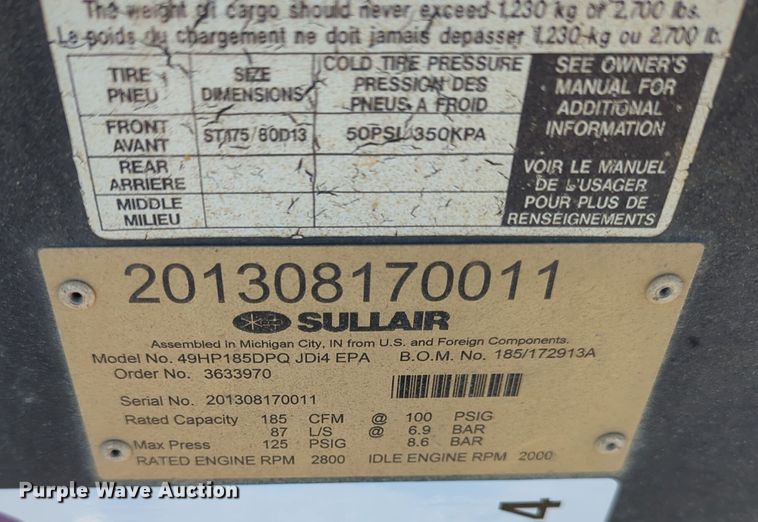 The weight of cargo should never exceed 1,230 kg or 2,700 lbs.
Le poids du chargement ne doit jamais depasser 1,230 kg ou 2,700 lb.
TIRE PNEU
SIZE DIMENSIONS
COLD TIRE PRESSURE PRESSION DES PNEUS A FROID
SEE OWNER'S MANUAL FOR ADDITIONAL INFORMATION
FRONT AVANT
ST175/80D13
50PSI/350KPA
REAR ARRIERE
MIDDLE MILIEU
VOIR LE MANUEL DE L'USAGER POUR PLUS DE RENSEIGNEMENTS
201308170011
SULLAIR
Assembled in Michigan City, IN from U.S. and Foreign Components.
Model No. 49HP185DPQ JDi4 EPA B.O.M. No. 185/172913A
Order No. 3633970
Serial No. 201308170011
Rated Capacity 185 CFM @ 100 PSIG
87 L/S @ 6.9 BAR
Max Press 125 PSIG 8.6 BAR
RATED ENGINE RPM 2800 IDLE ENGINE RPM 2000
Purple Wave Auction
4